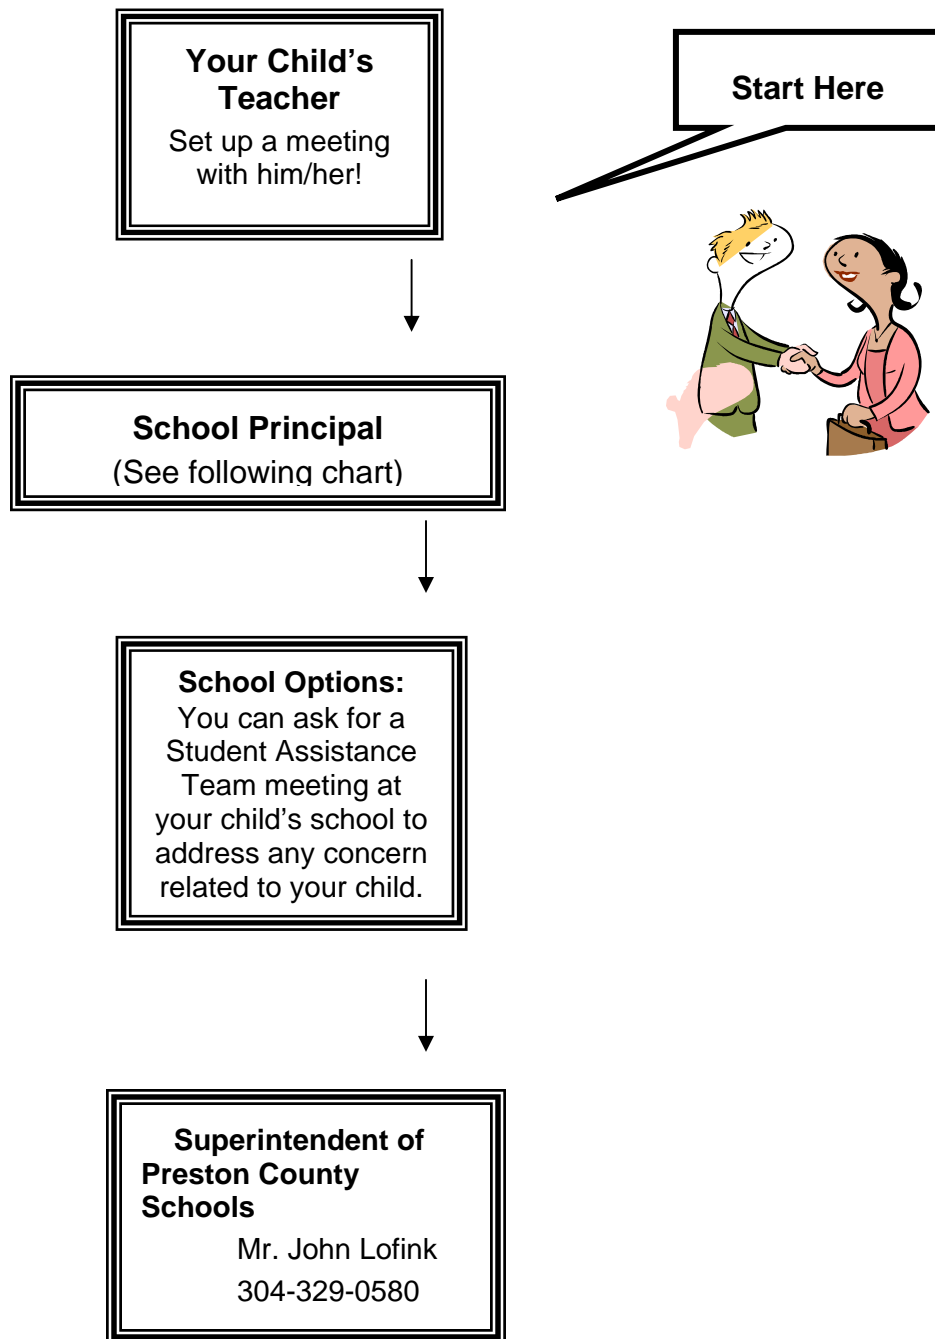 Your Child’s
Teacher
Set up a meeting
with him/her!
Start Here
School Principal
(See following chart)
School Options:
You can ask for a
Student Assistance
Team meeting at
your child’s school to
address any concern
related to your child.
Superintendent of
Preston County
Schools
Mr. John Lofink
304-329-0580